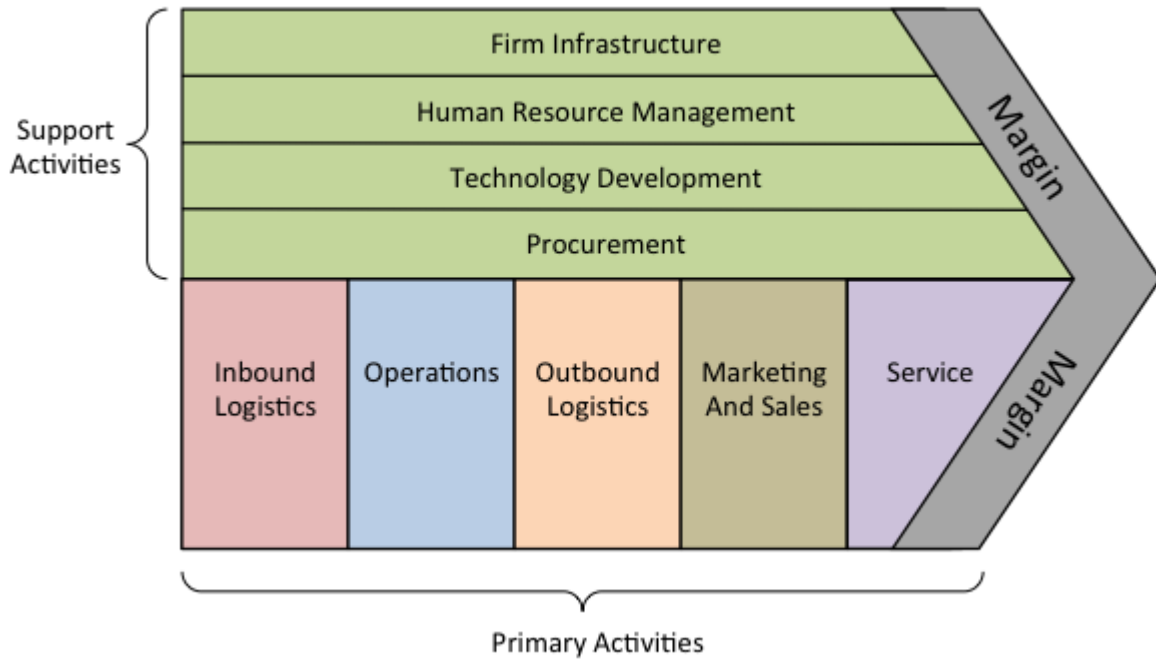 Firm Infrastructure
Human Resource Management
Technology Development
Procurement
Support
Activities
Margin
Inbound
Logistics
Operations
Outbound
Logistics
Marketing
And Sales
Service
Margin
Primary Activities